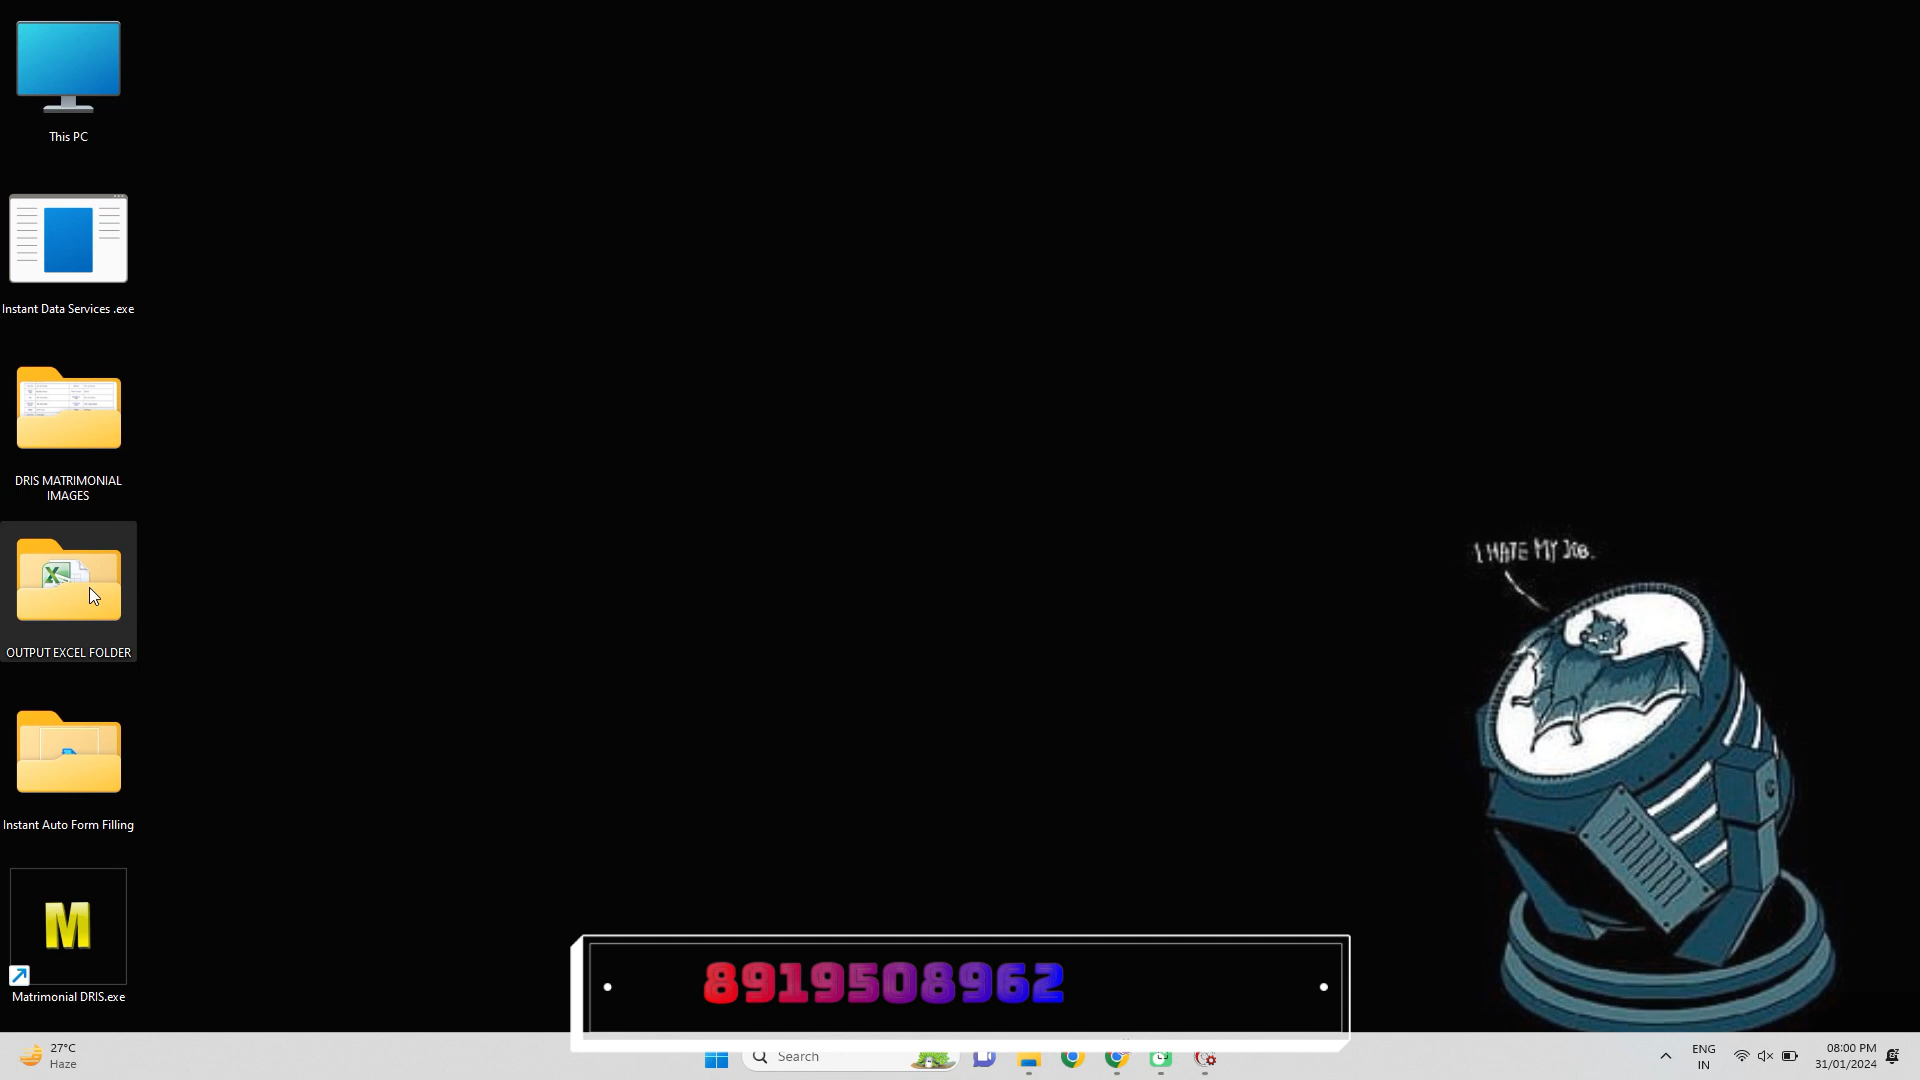 This PC
Instant Data Services .exe
DRIS MATRIMONIAL
IMAGES
OUTPUT EXCEL FOLDER
Instant Auto Form Filling
M
Matrimonial DRIS.exe
I HATE MY JOB.
8919508962
27°C
Haze
Search
ENG
IN
08:00 PM
31/01/2024